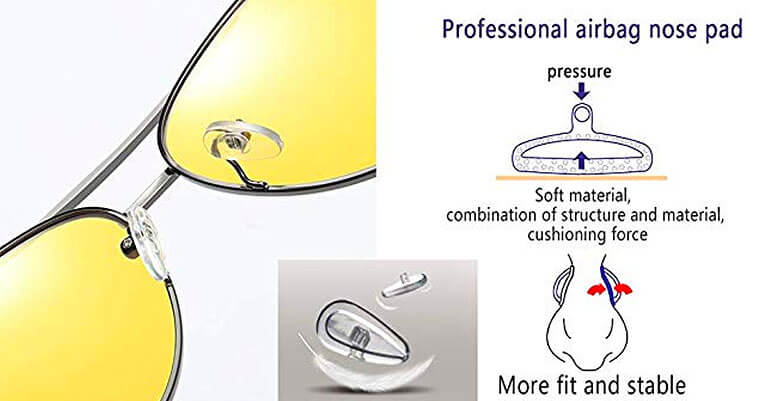 Professional airbag nose pad
pressure
Soft material,
combination of structure and material,
cushioning force
More fit and stable